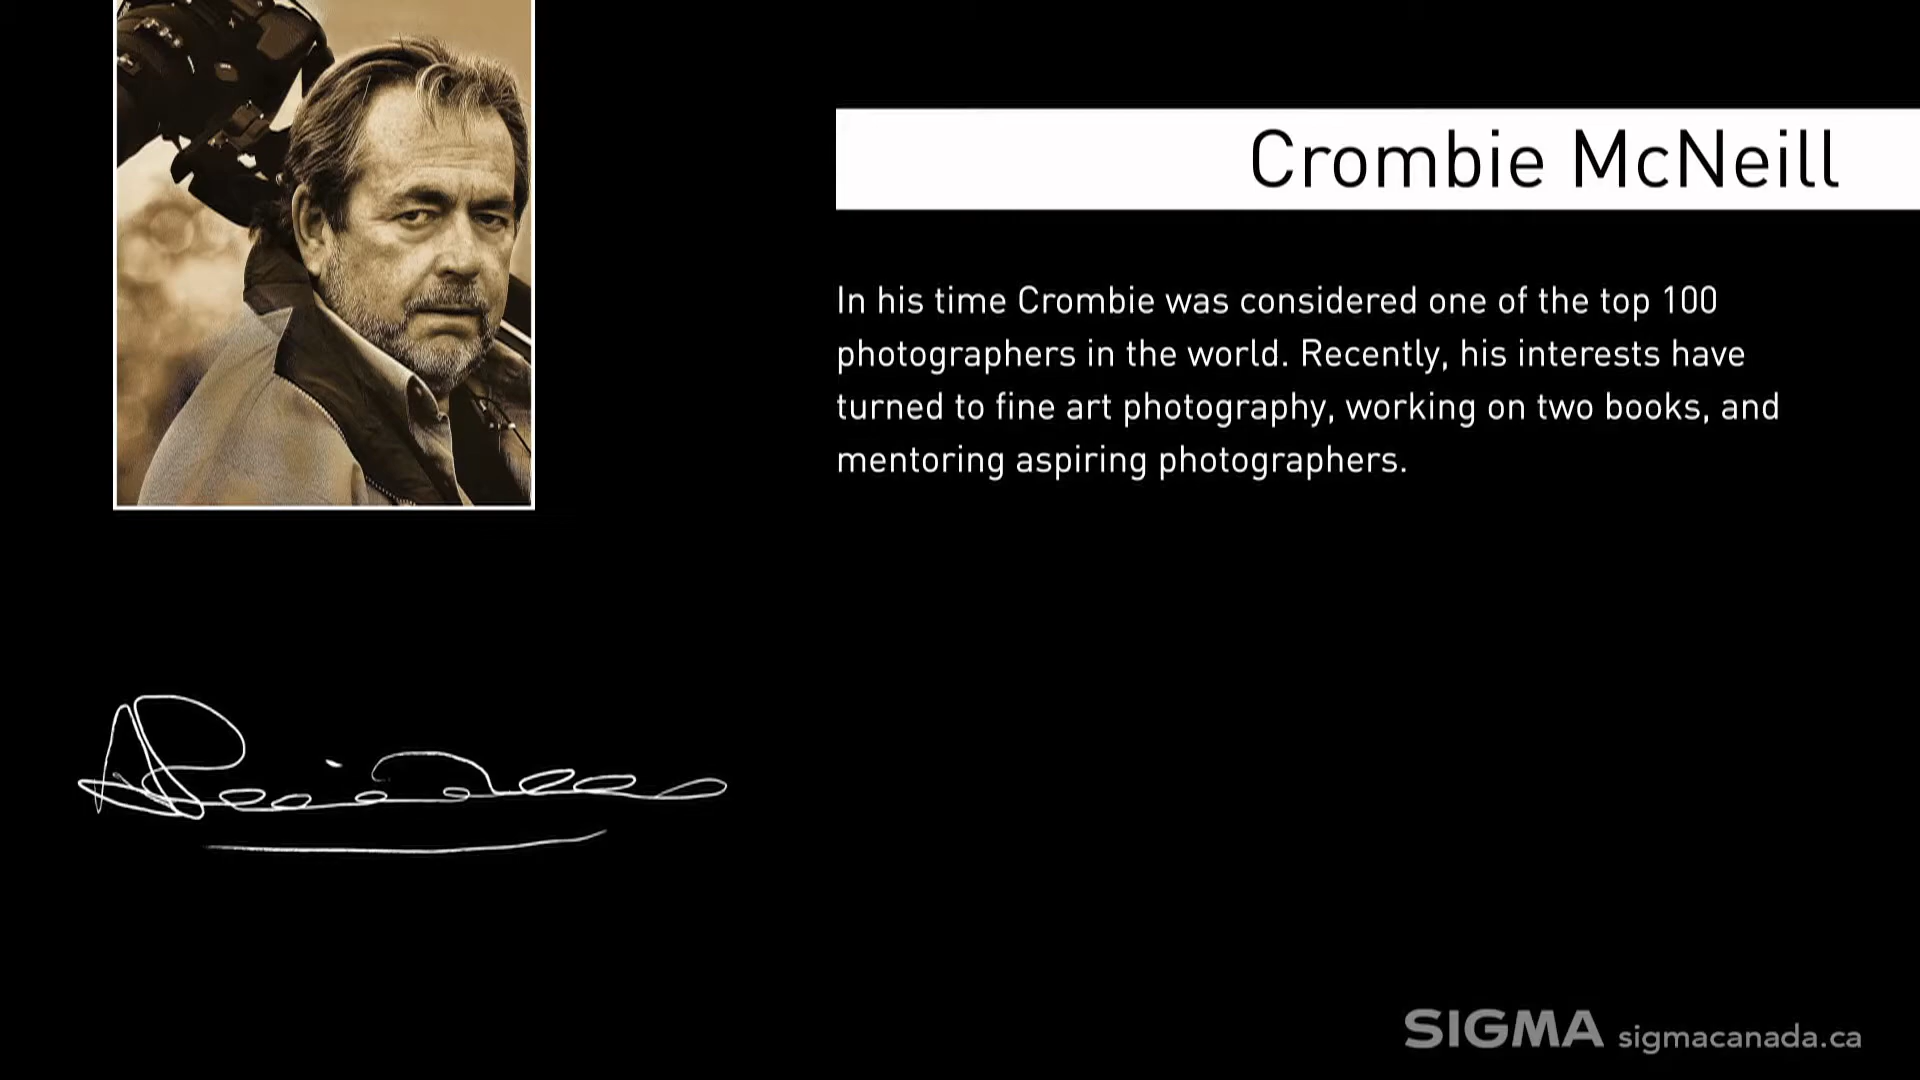 Crombie McNeill
In his time Crombie was considered one of the top 100
photographers in the world. Recently, his interests have
turned to fine art photography, working on two books, and
mentoring aspiring photographers.
SIGMA sigmacanada.ca